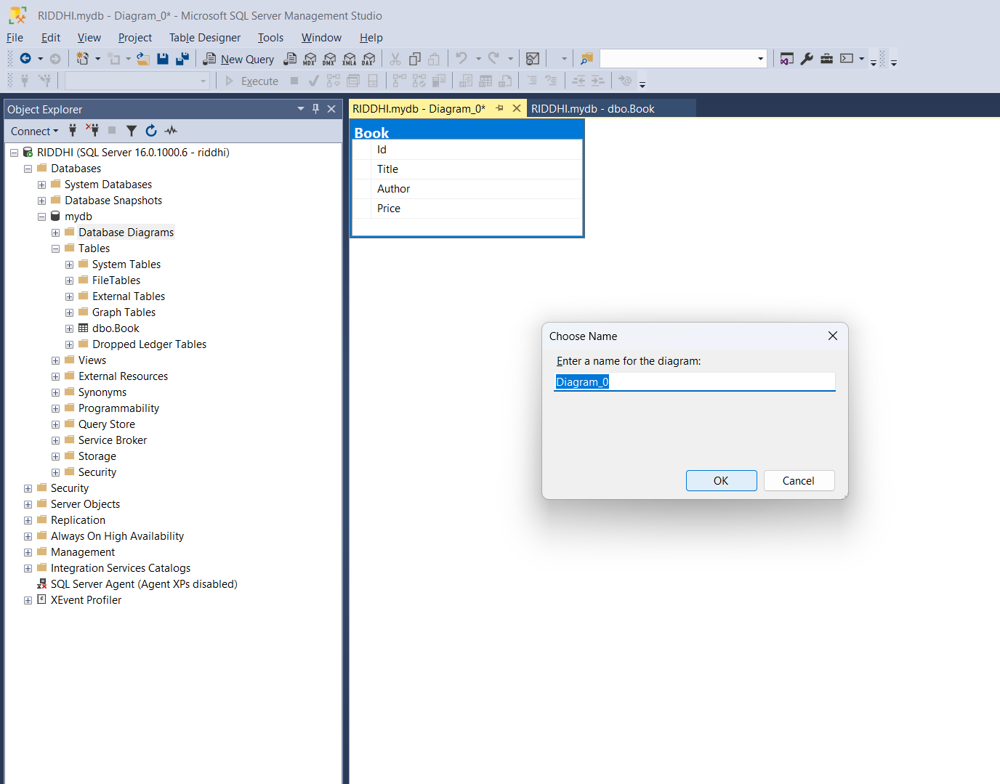 RIDDHI.mydb - Diagram_0* - Microsoft SQL Server Management Studio
File Edit View Project Table Designer Tools Window Help
New Query MDX DMX XMLA DAX
Execute
Object Explorer
Connect
RIDDHI (SQL Server 16.0.1000.6 - riddhi)
Databases
System Databases
Database Snapshots
mydb
Database Diagrams
Tables
System Tables
FileTables
External Tables
Graph Tables
dbo.Book
Dropped Ledger Tables
Views
External Resources
Synonyms
Programmability
Query Store
Service Broker
Storage
Security
Security
Server Objects
Replication
Always On High Availability
Management
Integration Services Catalogs
SQL Server Agent (Agent XPs disabled)
XEvent Profiler
RIDDHI.mydb - Diagram_0* RIDDHI.mydb - dbo.Book
Book
Id
Title
Author
Price
Choose Name
Enter a name for the diagram:
Diagram_0
OK Cancel